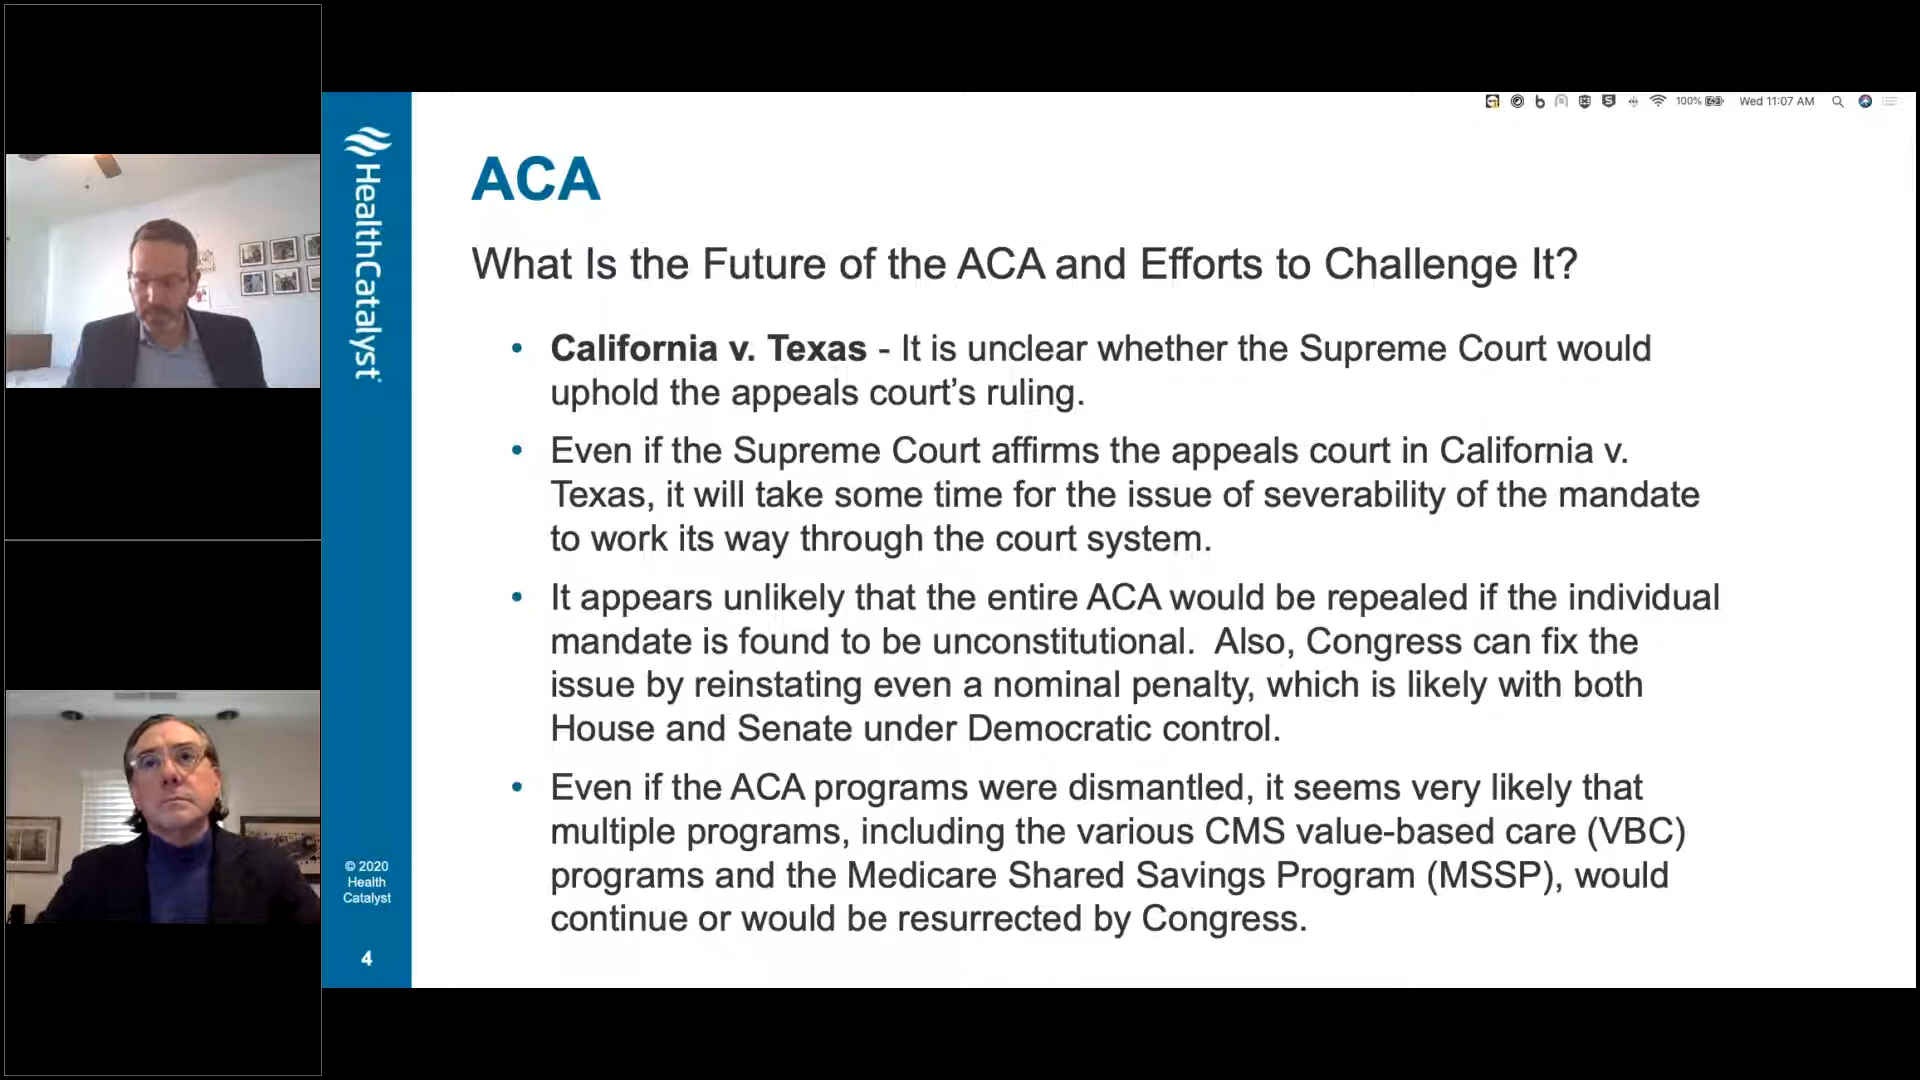 100%
Wed 11:07 AM
HealthCatalyst
ACA
What Is the Future of the ACA and Efforts to Challenge It?
• California v. Texas - It is unclear whether the Supreme Court would
uphold the appeals court’s ruling.
• Even if the Supreme Court affirms the appeals court in California v.
Texas, it will take some time for the issue of severability of the mandate
to work its way through the court system.
• It appears unlikely that the entire ACA would be repealed if the individual
mandate is found to be unconstitutional.  Also, Congress can fix the
issue by reinstating even a nominal penalty, which is likely with both
House and Senate under Democratic control.
• Even if the ACA programs were dismantled, it seems very likely that
multiple programs, including the various CMS value-based care (VBC)
programs and the Medicare Shared Savings Program (MSSP), would
continue or would be resurrected by Congress.
© 2020
Health
Catalyst
4